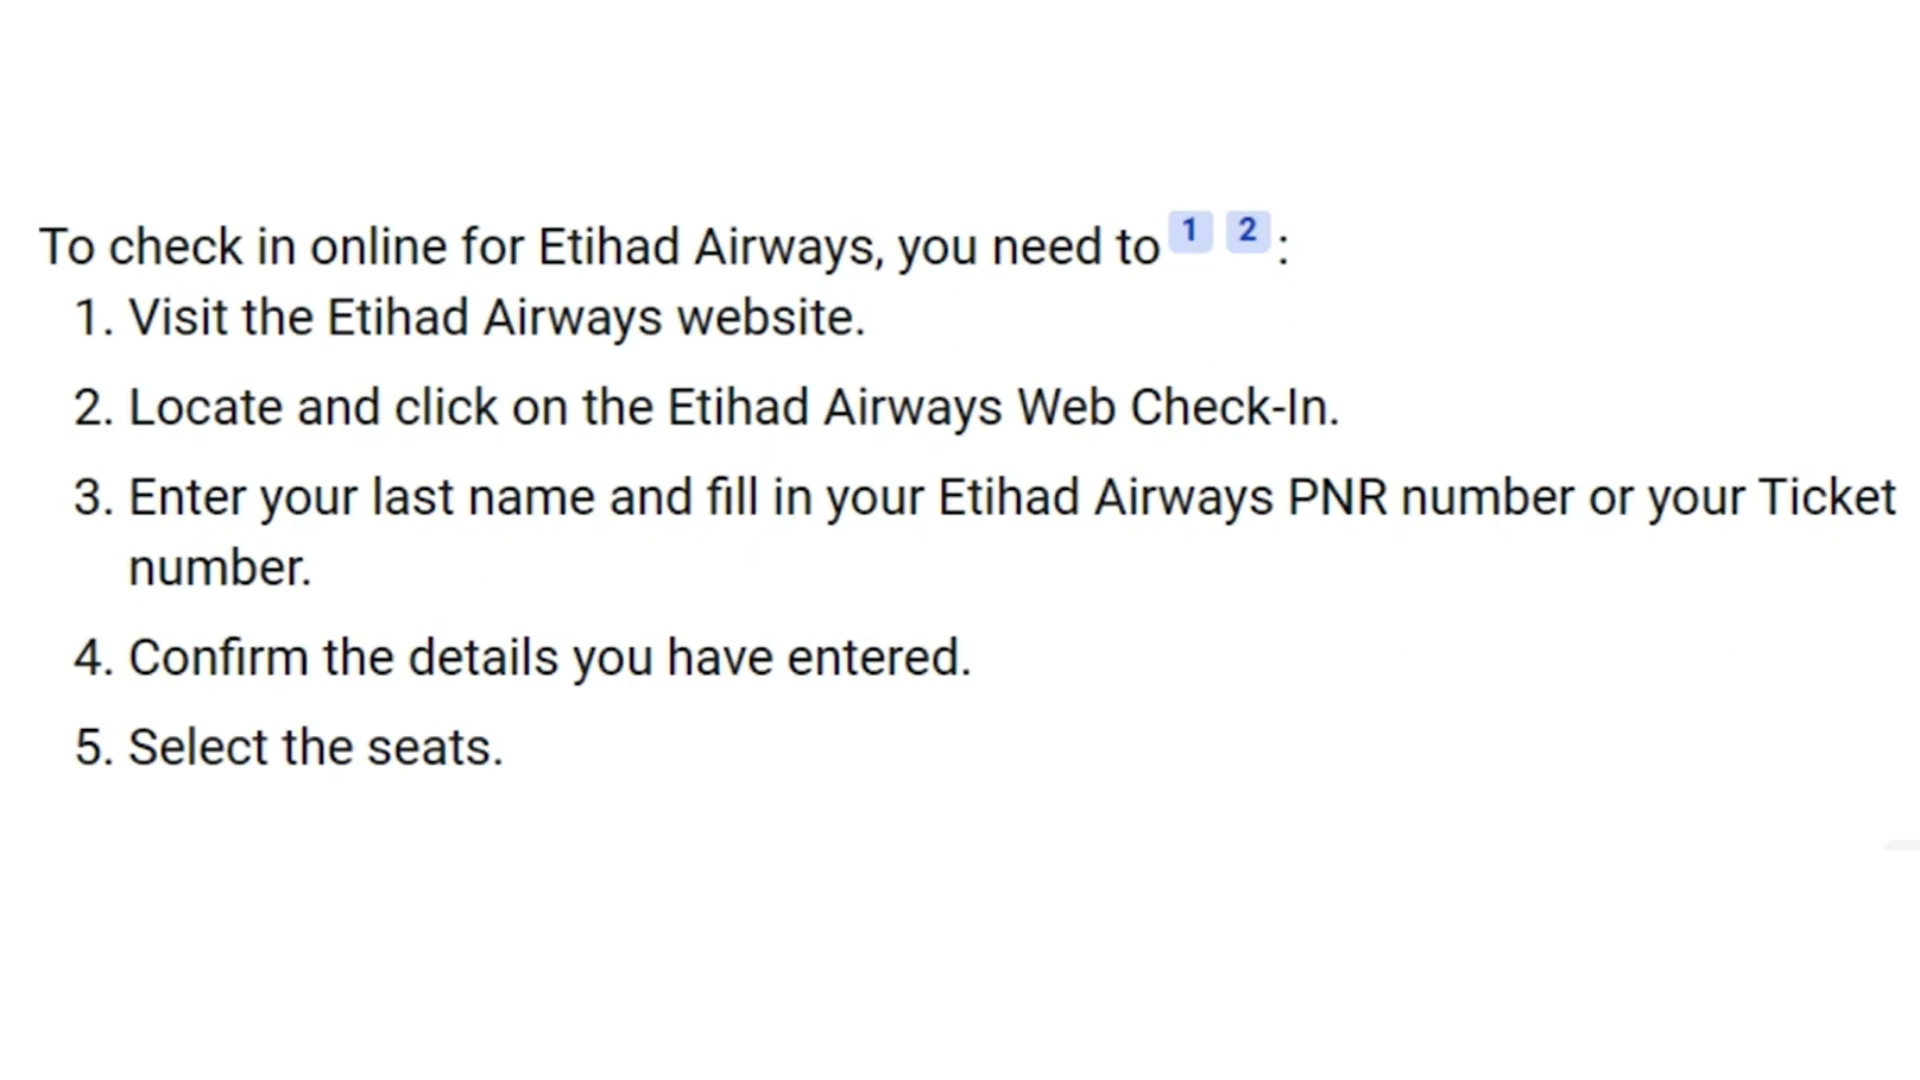 To check in online for Etihad Airways, you need to 1 2 :
1. Visit the Etihad Airways website.
2. Locate and click on the Etihad Airways Web Check-In.
3. Enter your last name and fill in your Etihad Airways PNR number or your Ticket
number.
4. Confirm the details you have entered.
5. Select the seats.